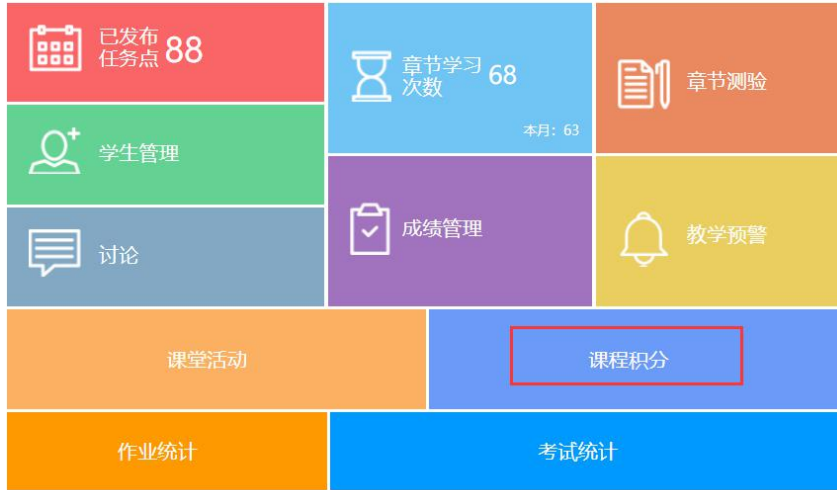 已发布
任务点 88
章节学习
次数 68
本月：63
章节测验
学生管理
成绩管理
教学预警
讨论
课堂活动
课程积分
作业统计
考试统计